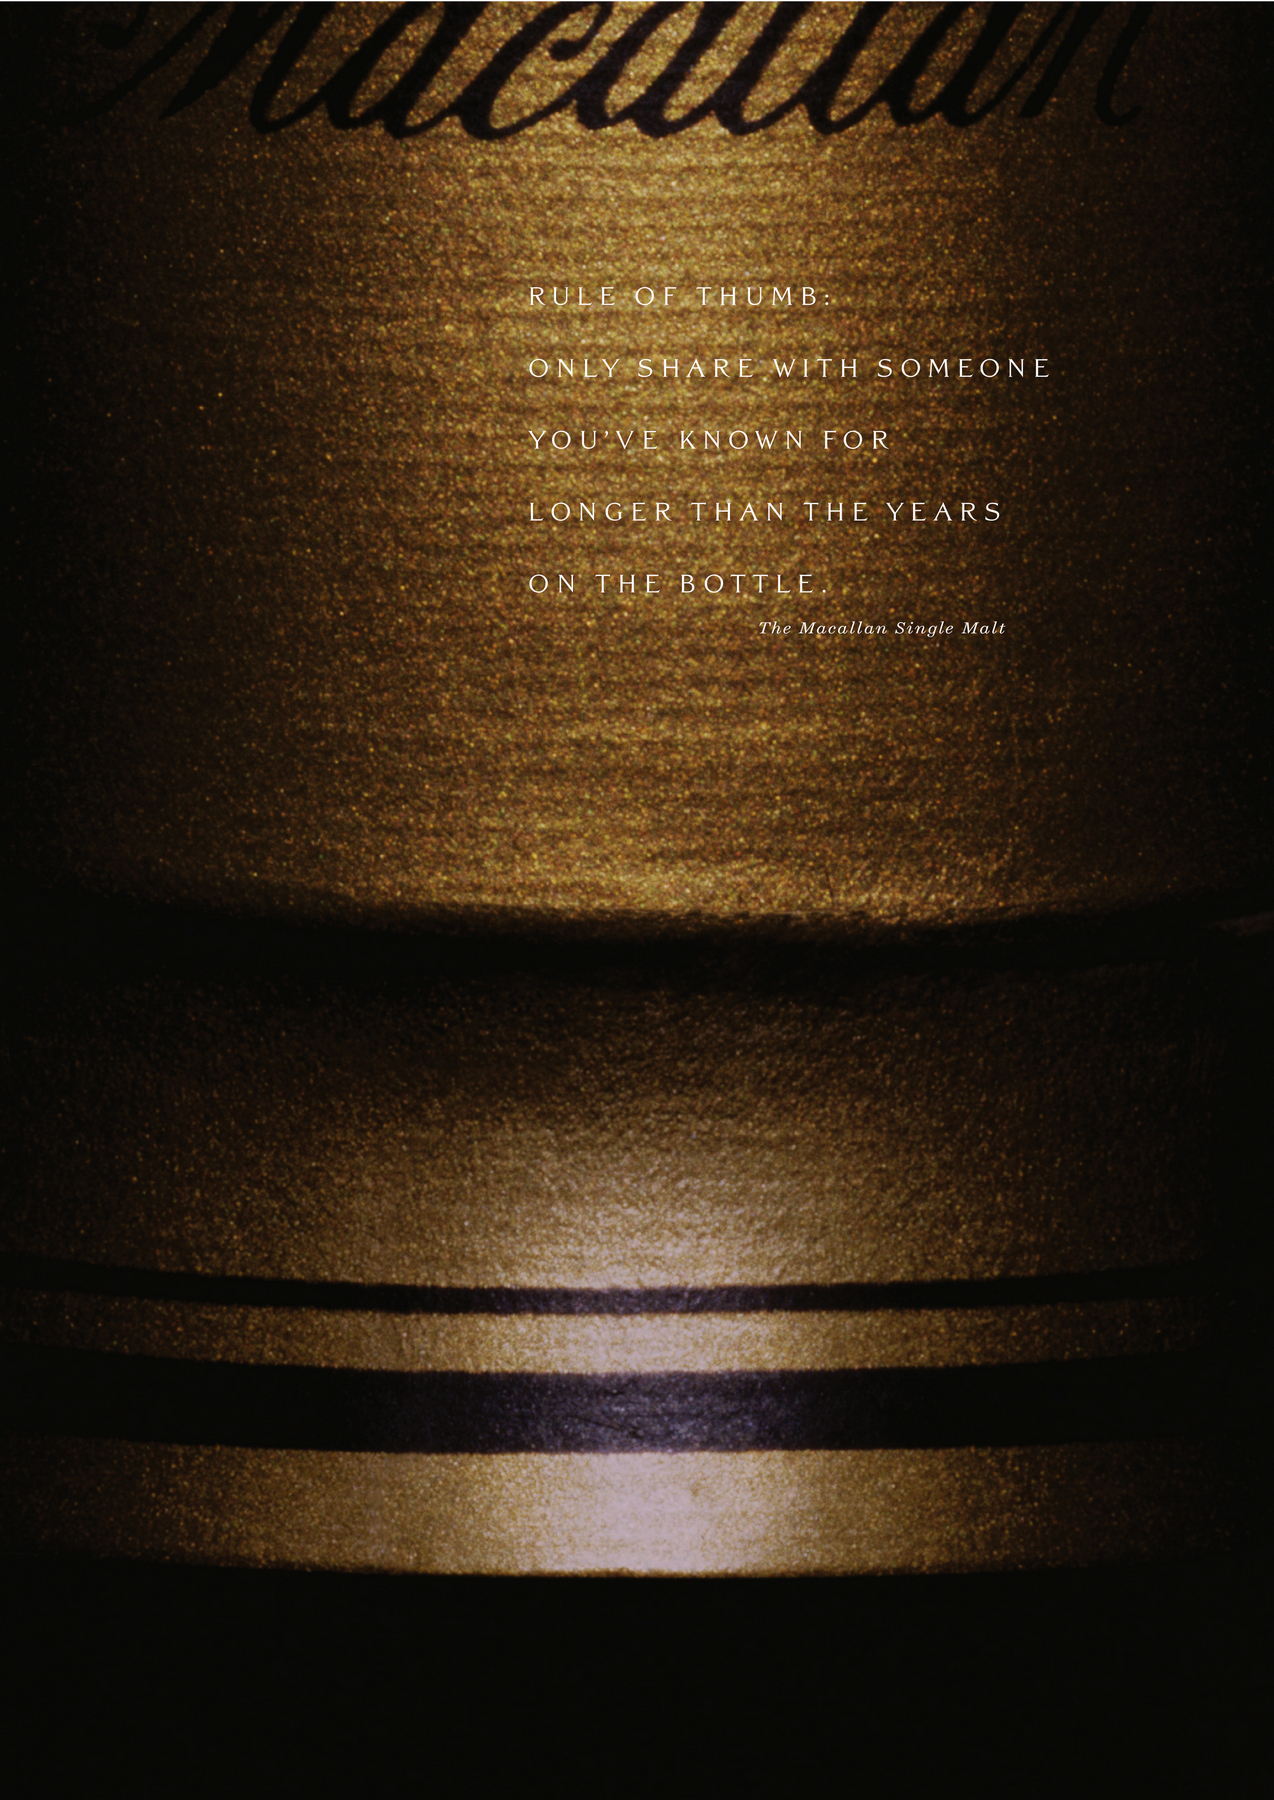 Macallan
RULE OF THUMB:
ONLY SHARE WITH SOMEONE
YOU’VE KNOWN FOR
LONGER THAN THE YEARS
ON THE BOTTLE.
The Macallan Single Malt